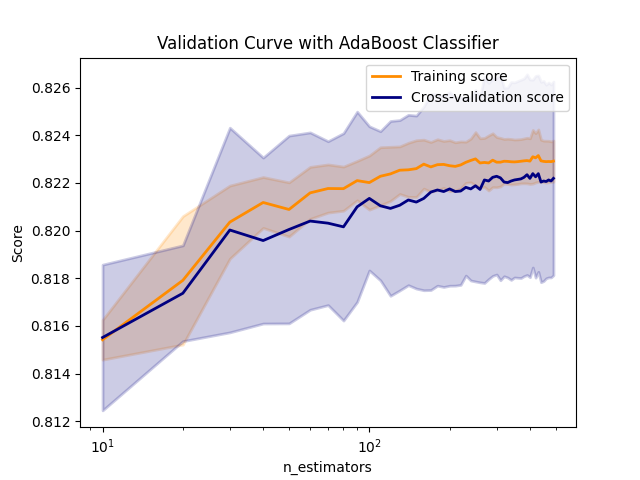 Validation Curve with AdaBoost Classifier
Training score
Cross-validation score
0.826
0.824
0.822
0.820
0.818
0.816
0.814
0.812
Score
10¹
10²
n_estimators